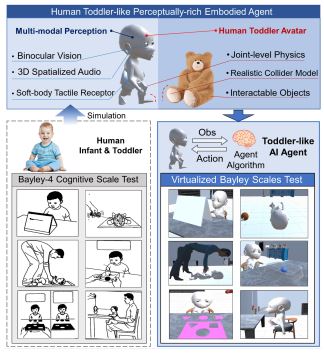 Human Toddler-like Perceptually-rich Embodied Agent
Multi-modal Perception
Human Toddler Avatar
• Binocular Vision
• Joint-level Physics
• 3D Spatialized Audio
• Realistic Collider Model
• Soft-body Tactile Receptor
• Interactable Objects
Simulation
Human
Infant & Toddler
Obs
Action
Agent
Algorithm
Toddler-like
AI Agent
Bayley-4 Cognitive Scale Test
Virtualized Bayley Scales Test